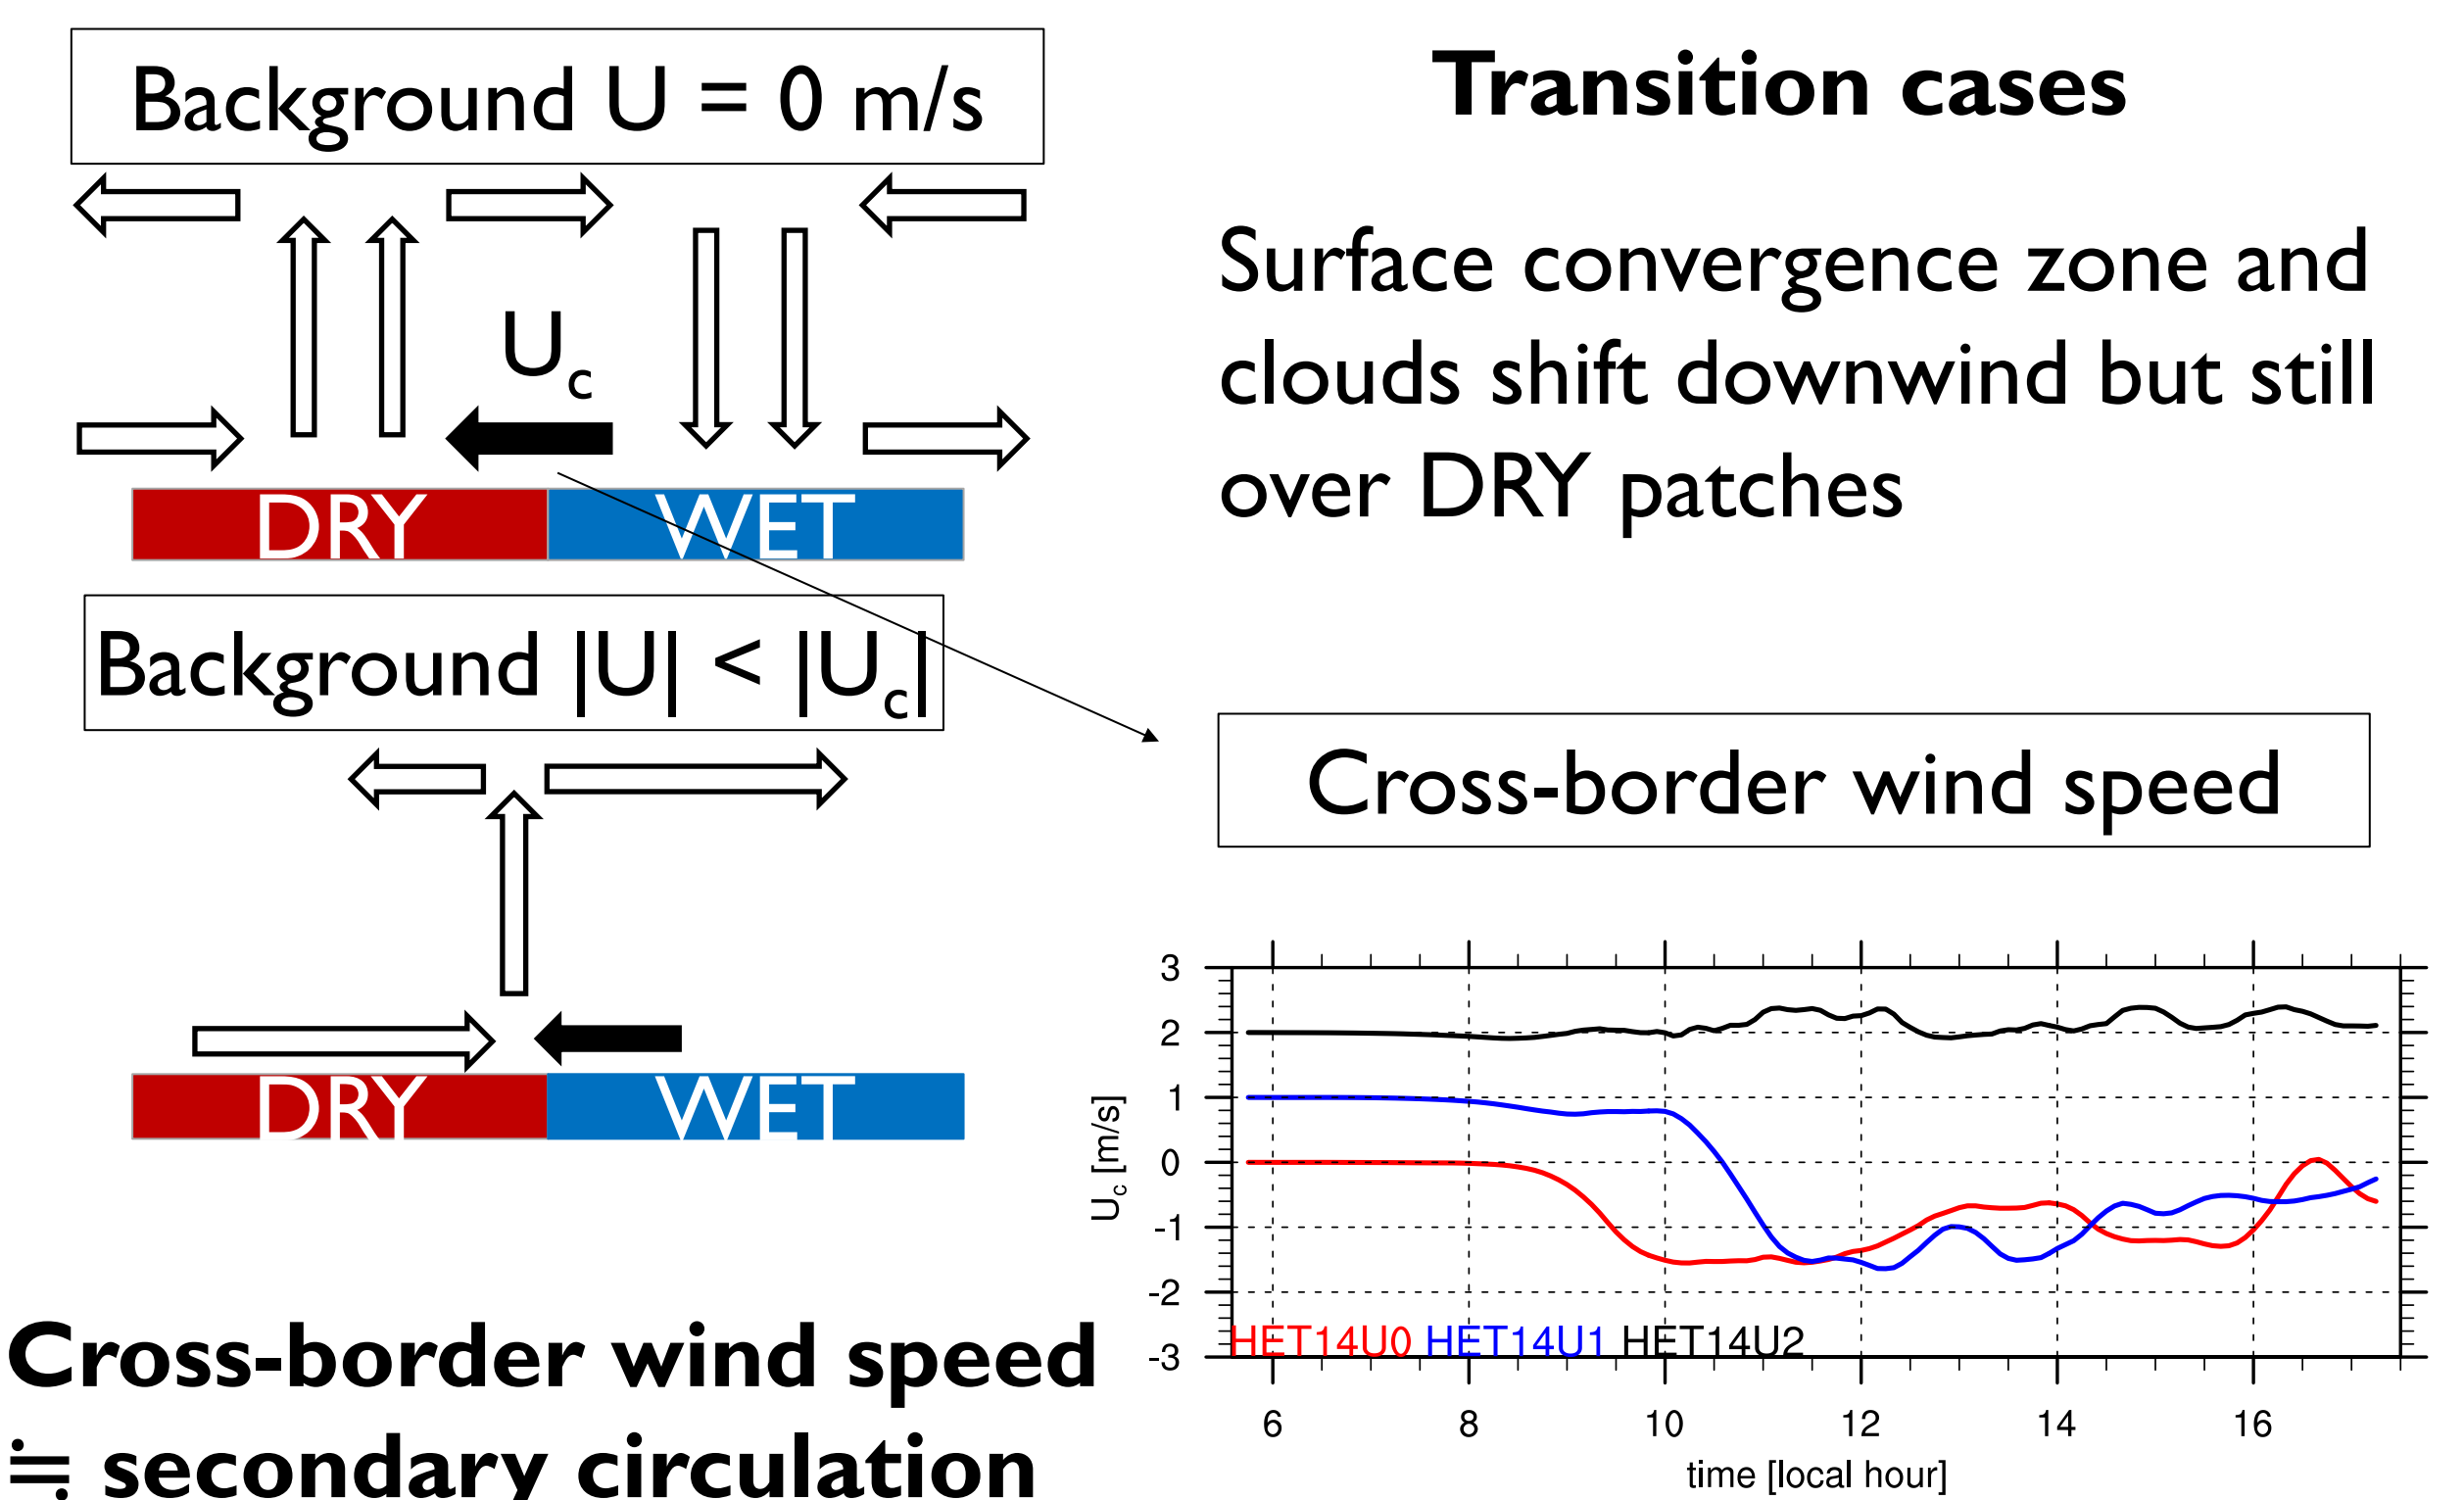 Background U = 0 m/s
Uc
DRY WET
Background |U| < |Uc|
DRY WET
Cross-border wind speed
≒ secondary circulation
Transition cases
Surface convergence zone and
clouds shift downwind but still
over DRY patches
Cross-border wind speed
3
2
1
0
-1
-2
-3
Uc [m/s]
HET14U0 HET14U1 HET14U2
6 8 10 12 14 16
time [local hour]